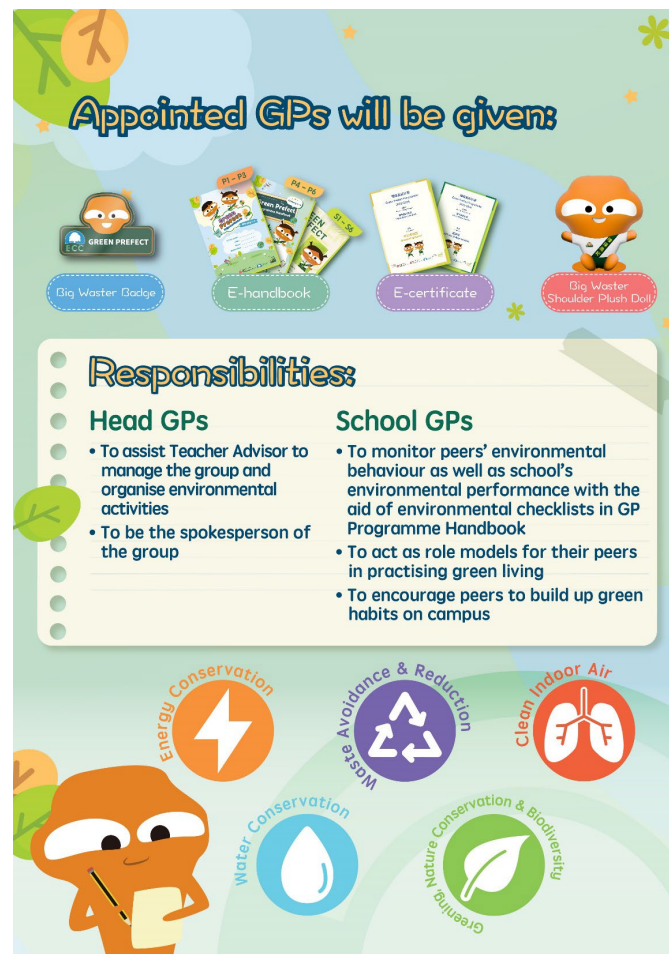 Appointed GPs will be given:
ECC
GREEN PREFECT
P1 - P3
P4 - P6
S1 - S6
Big Waster Badge
E-handbook
E-certificate
Big Waster
Shoulder Plush Doll
Responsibilities:
Head GPs
• To assist Teacher Advisor to
manage the group and
organise environmental
activities
• To be the spokesperson of
the group
School GPs
• To monitor peers' environmental
behaviour as well as school's
environmental performance with the
aid of environmental checklists in GP
Programme Handbook
• To act as role models for their peers
in practising green living
• To encourage peers to build up green
habits on campus
Energy Conservation
Waste Avoidance & Reduction
Clean Indoor Air
Water Conservation
Greening, Nature Conservation & Biodiversity